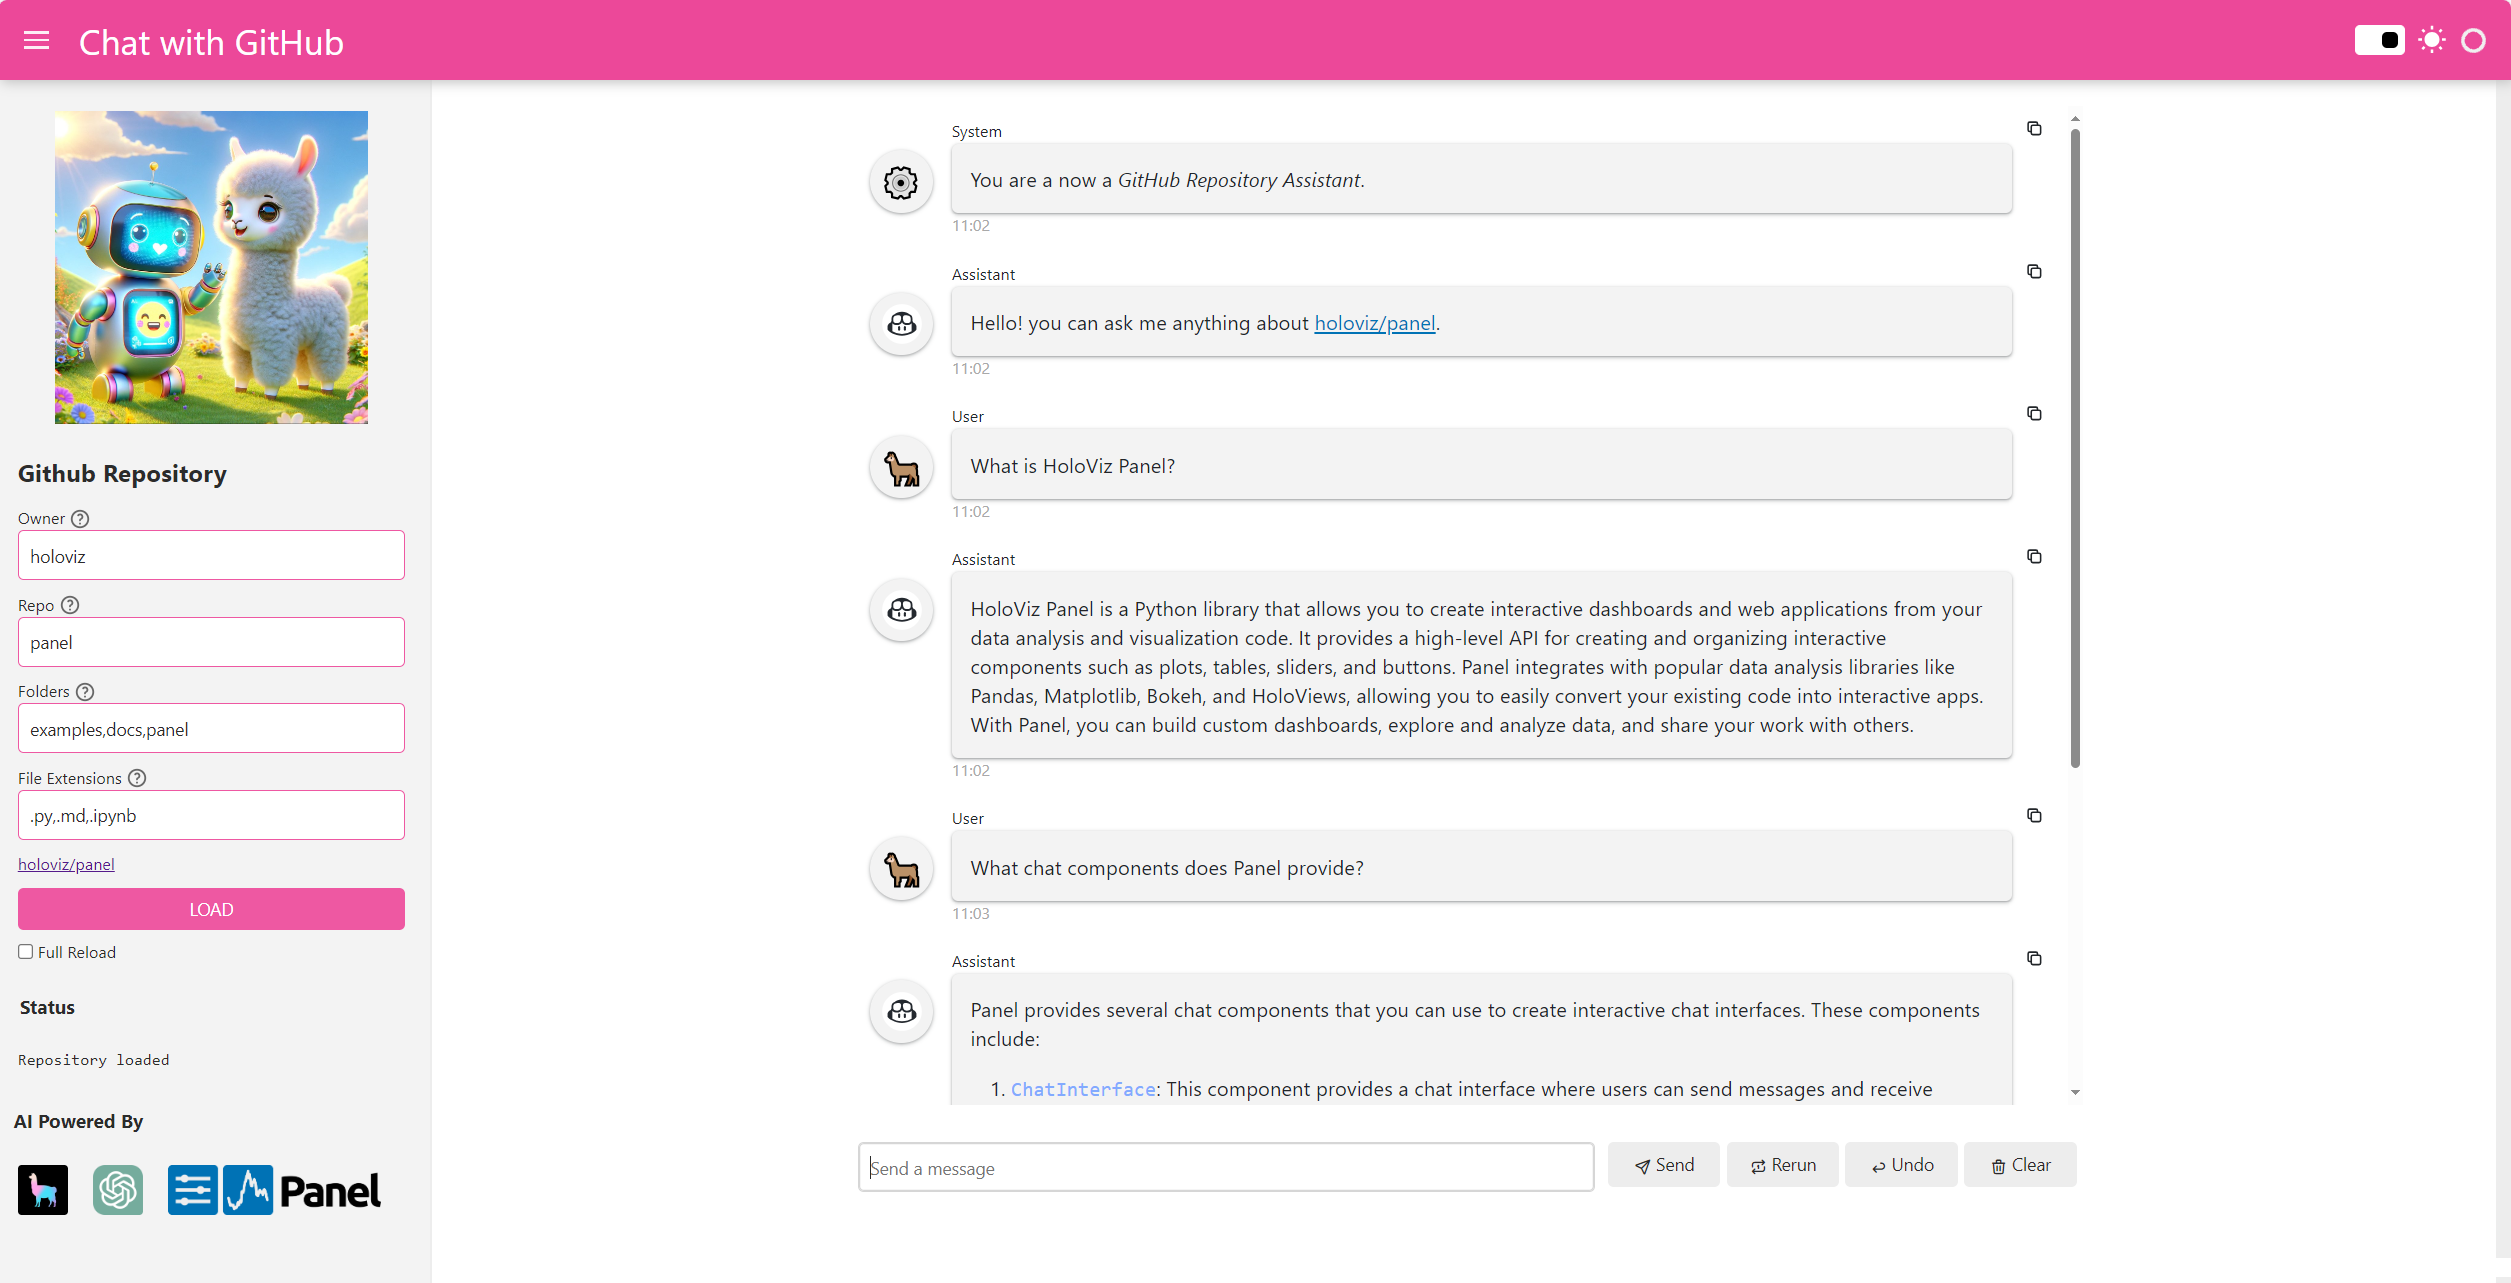 Chat with GitHub
Github Repository
Owner
holoviz
Repo
panel
Folders
examples,docs,panel
File Extensions
.py,.md,.ipynb
holoviz/panel
LOAD
Full Reload
Status
Repository loaded
AI Powered By
Panel
System
You are a now a GitHub Repository Assistant.
11:02
Assistant
Hello! you can ask me anything about holoviz/panel.
11:02
User
What is HoloViz Panel?
11:02
Assistant
HoloViz Panel is a Python library that allows you to create interactive dashboards and web applications from your
data analysis and visualization code. It provides a high-level API for creating and organizing interactive
components such as plots, tables, sliders, and buttons. Panel integrates with popular data analysis libraries like
Pandas, Matplotlib, Bokeh, and HoloViews, allowing you to easily convert your existing code into interactive apps.
With Panel, you can build custom dashboards, explore and analyze data, and share your work with others.
11:02
User
What chat components does Panel provide?
11:03
Assistant
Panel provides several chat components that you can use to create interactive chat interfaces. These components
include:
1. ChatInterface: This component provides a chat interface where users can send messages and receive
Send a message
Send
Rerun
Undo
Clear